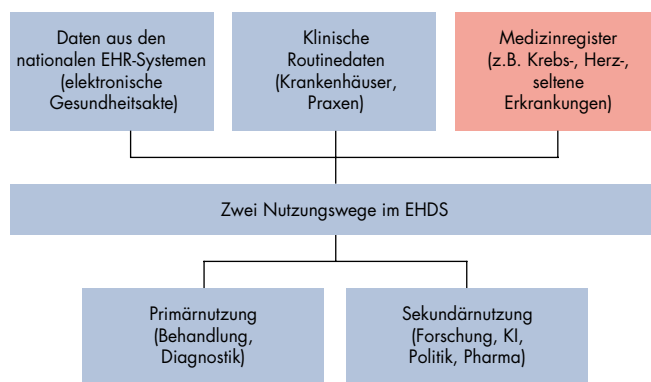 Daten aus den
nationalen EHR-Systemen
(elektronische
Gesundheitsakte)
Klinische
Routinedaten
(Krankenhäuser,
Praxen)
Medizinregister
(z.B. Krebs-, Herz-,
seltene
Erkrankungen)
Zwei Nutzungswege im EHDS
Primärnutzung
(Behandlung,
Diagnostik)
Sekundärnutzung
(Forschung, KI,
Politik, Pharma)